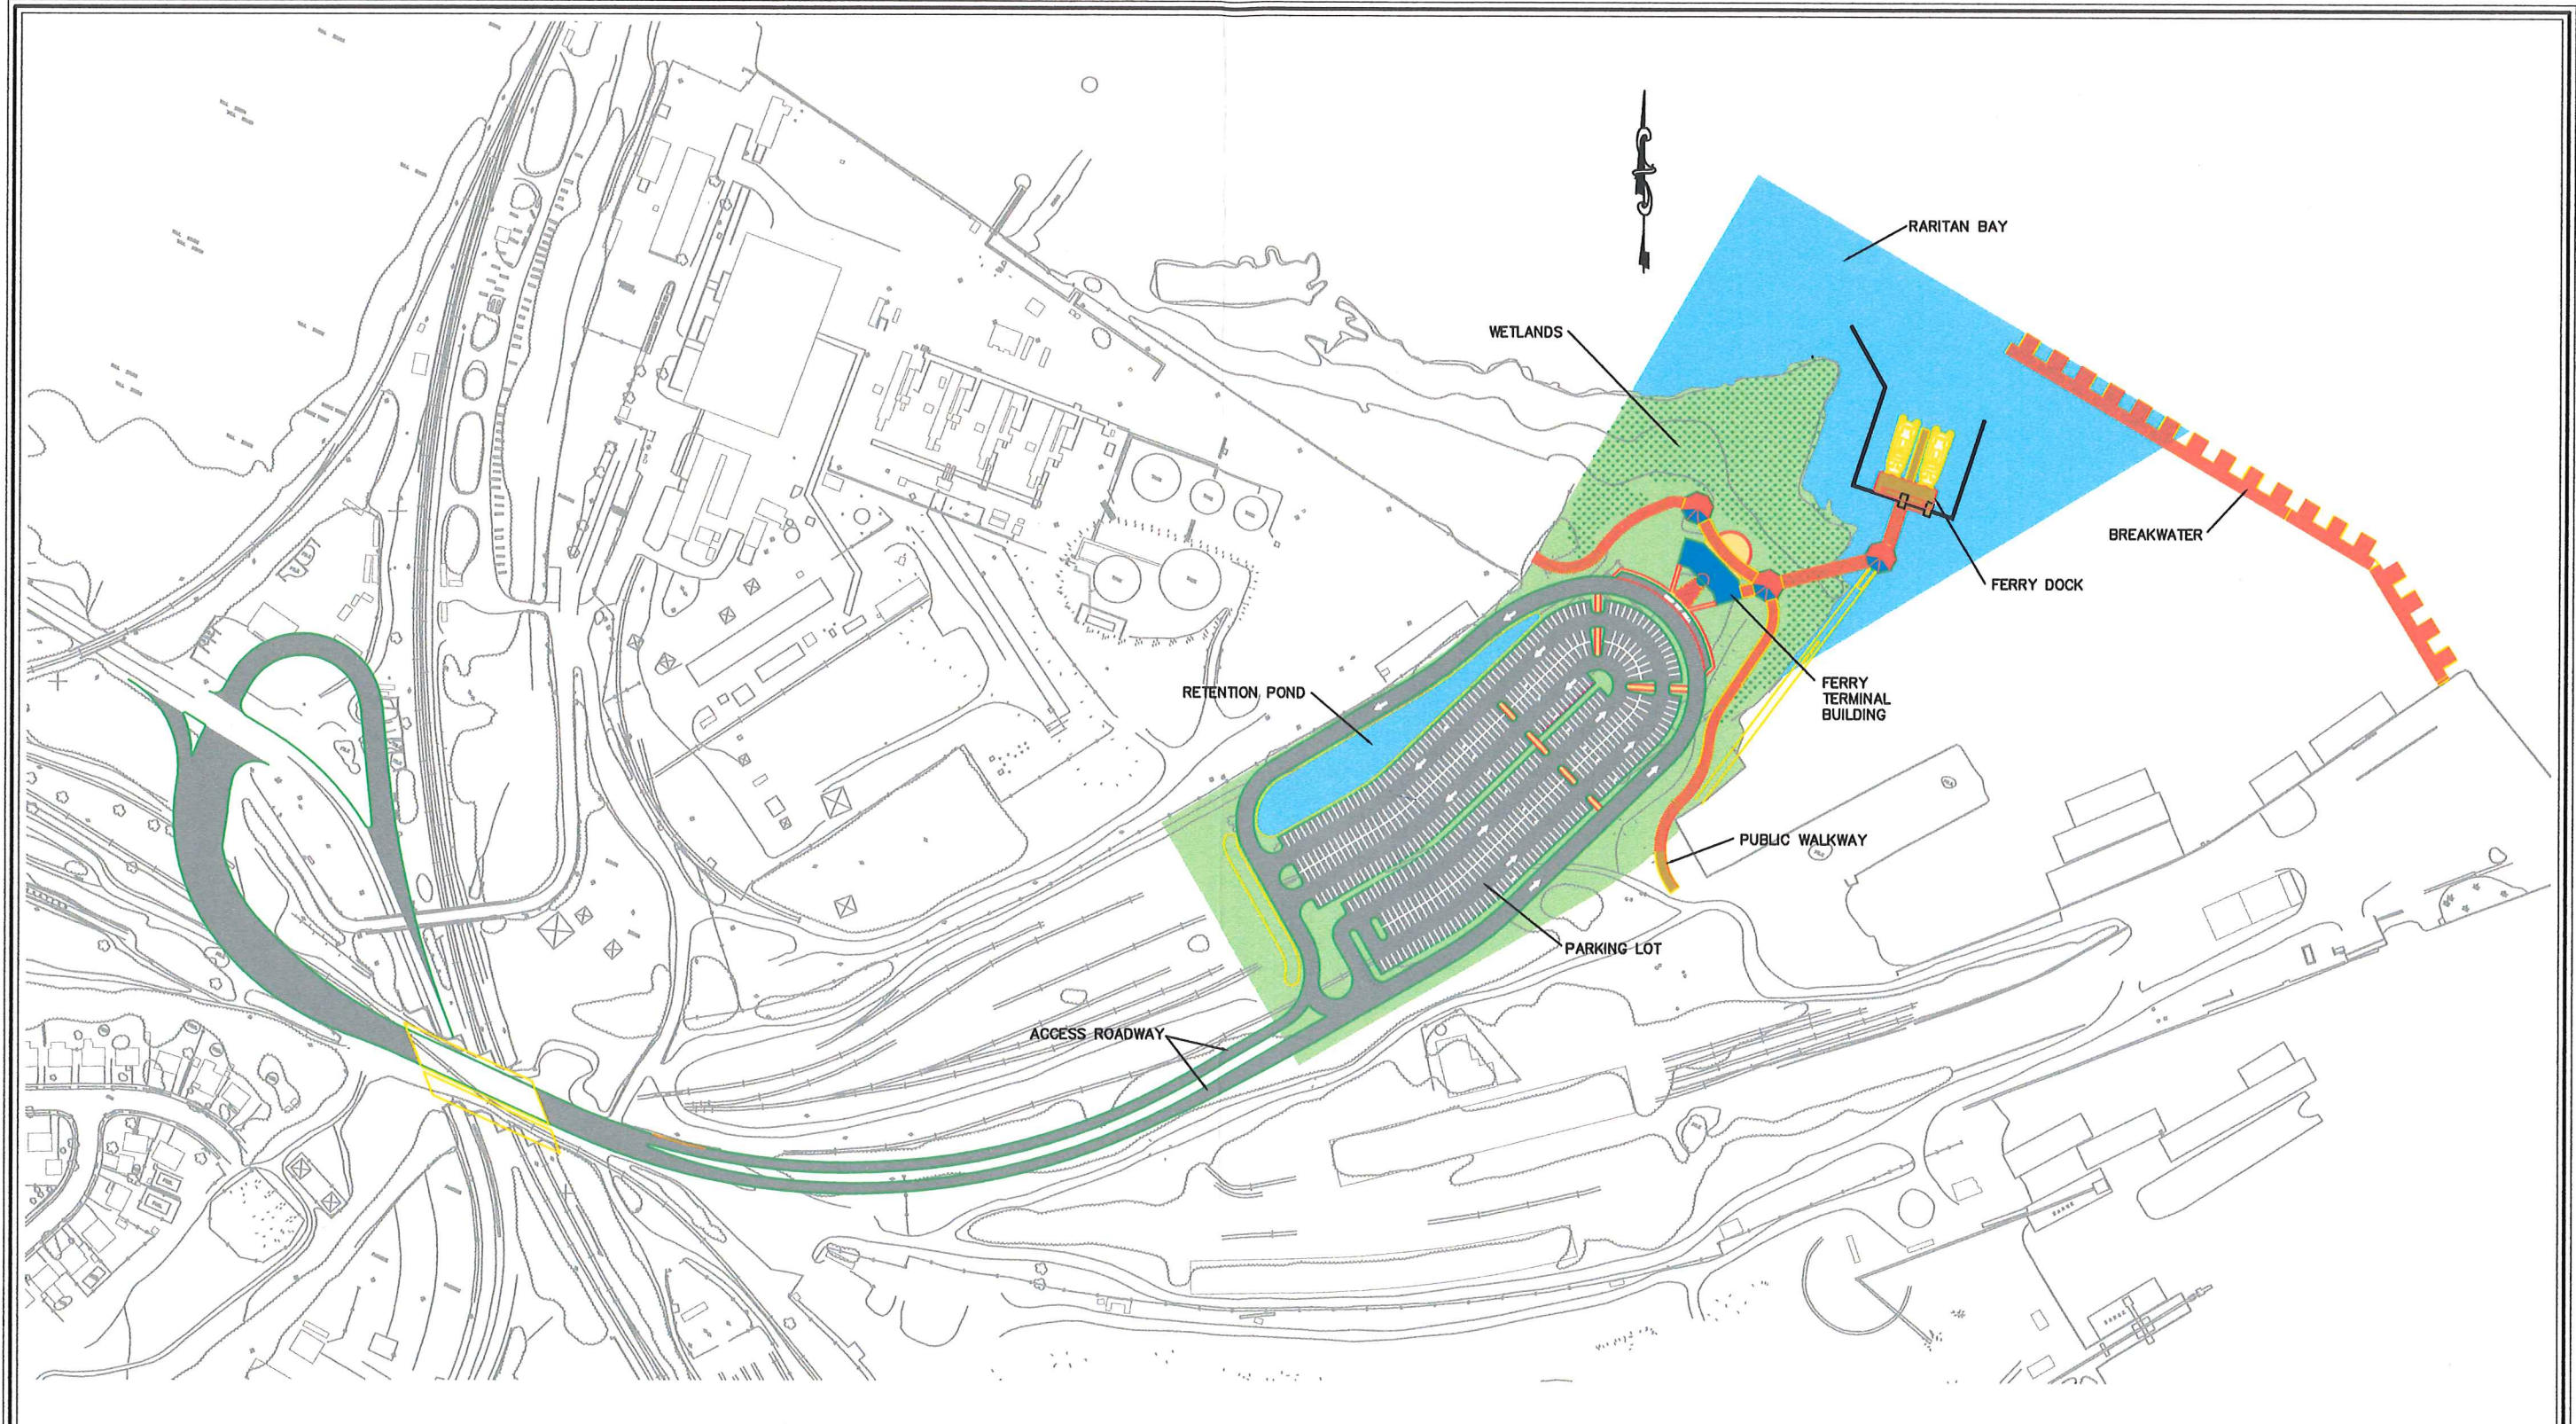 RARITAN BAY
WETLANDS
BREAKWATER
FERRY DOCK
RETENTION POND
FERRY
TERMINAL
BUILDING
PUBLIC WALKWAY
PARKING LOT
ACCESS ROADWAY